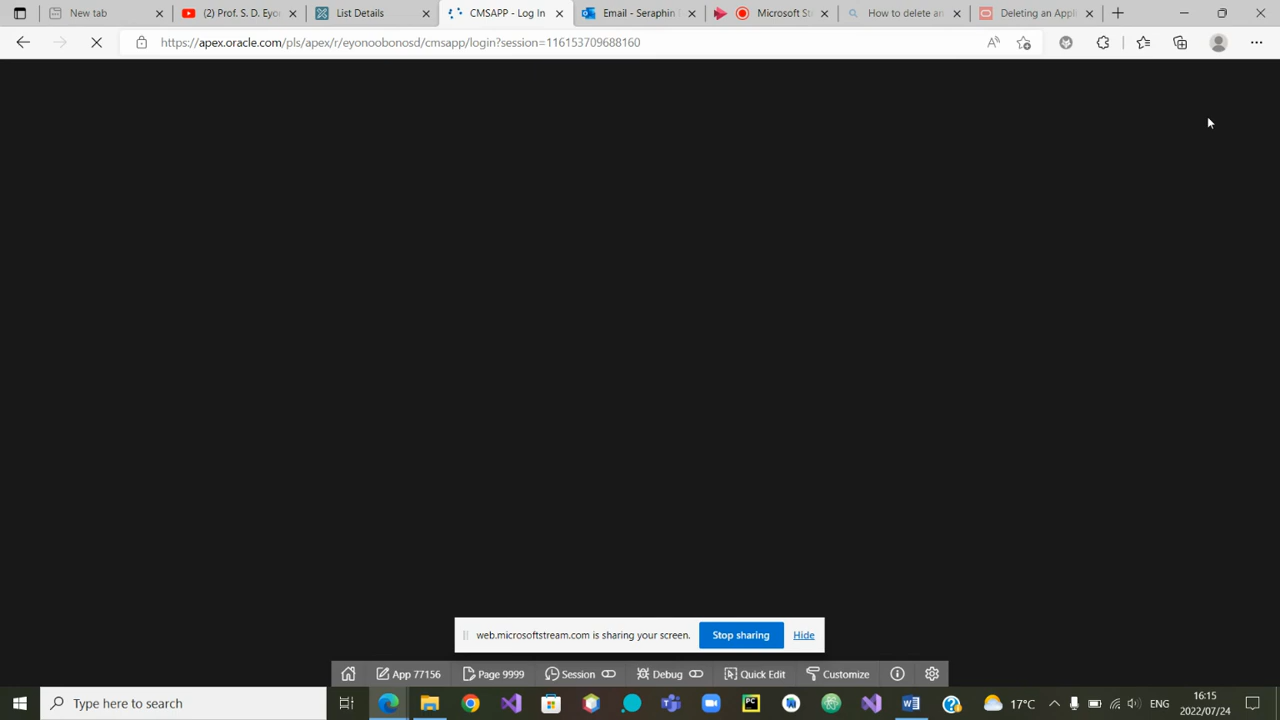 New tab
(2) Prof. S. D. Eyo
List Details
CMSAPP - Log In
Email - Seraphin
Microsoft St
How to delete an
Deleting an Appli
https://apex.oracle.com/pls/apex/r/eyonoobonosd/cmsapp/login?session=116153709688160
web.microsoftstream.com is sharing your screen.
Stop sharing
Hide
App 77156
Page 9999
Session
Debug
Quick Edit
Customize
Type here to search
17°C
ENG
16:15
2022/07/24